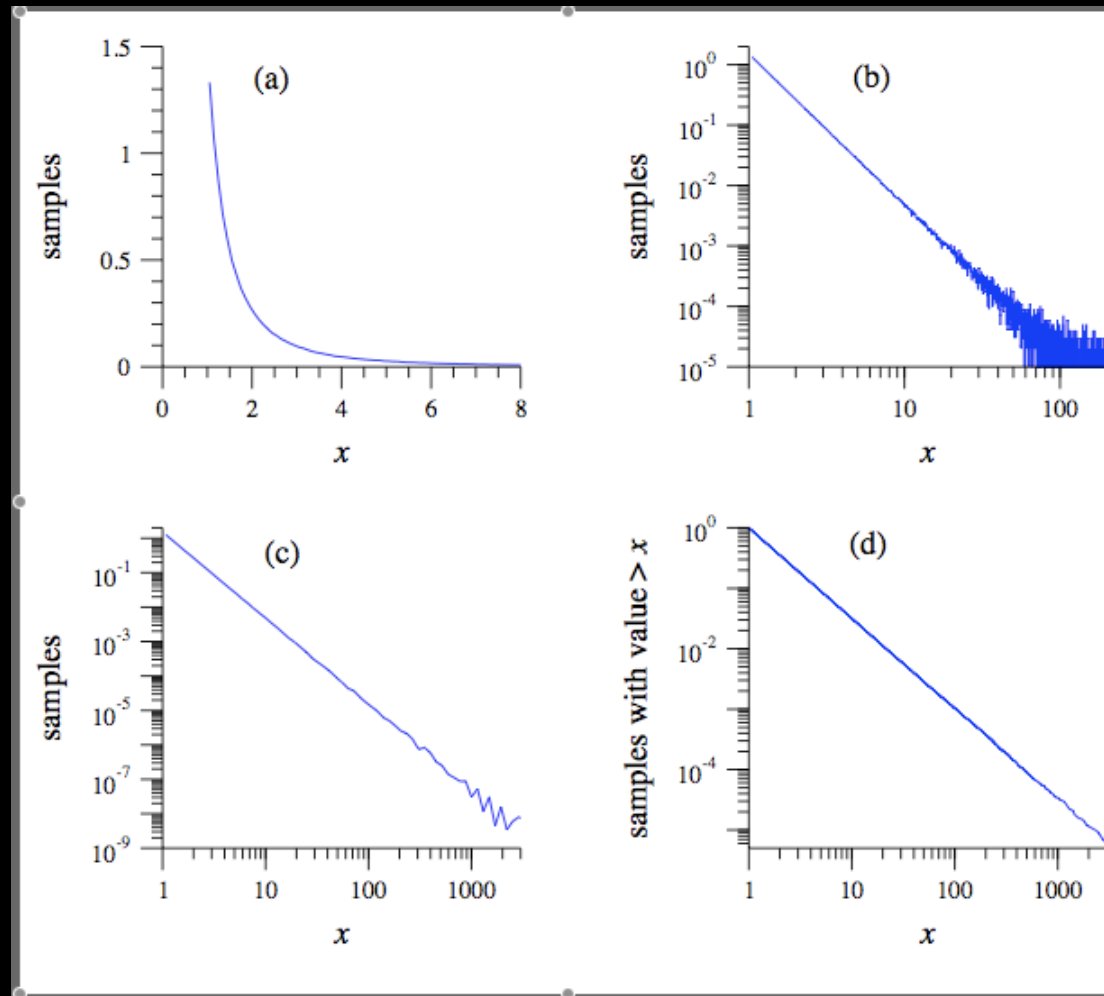 (a)
1.5
1
0.5
0
samples
0 2 4 6 8
x
(b)
10^0
10^-1
10^-2
10^-3
10^-4
10^-5
samples
1 10 100
x
(c)
10^-1
10^-3
10^-5
10^-7
10^-9
samples
1 10 100 1000
x
(d)
10^0
10^-2
10^-4
samples with value > x
1 10 100 1000
x